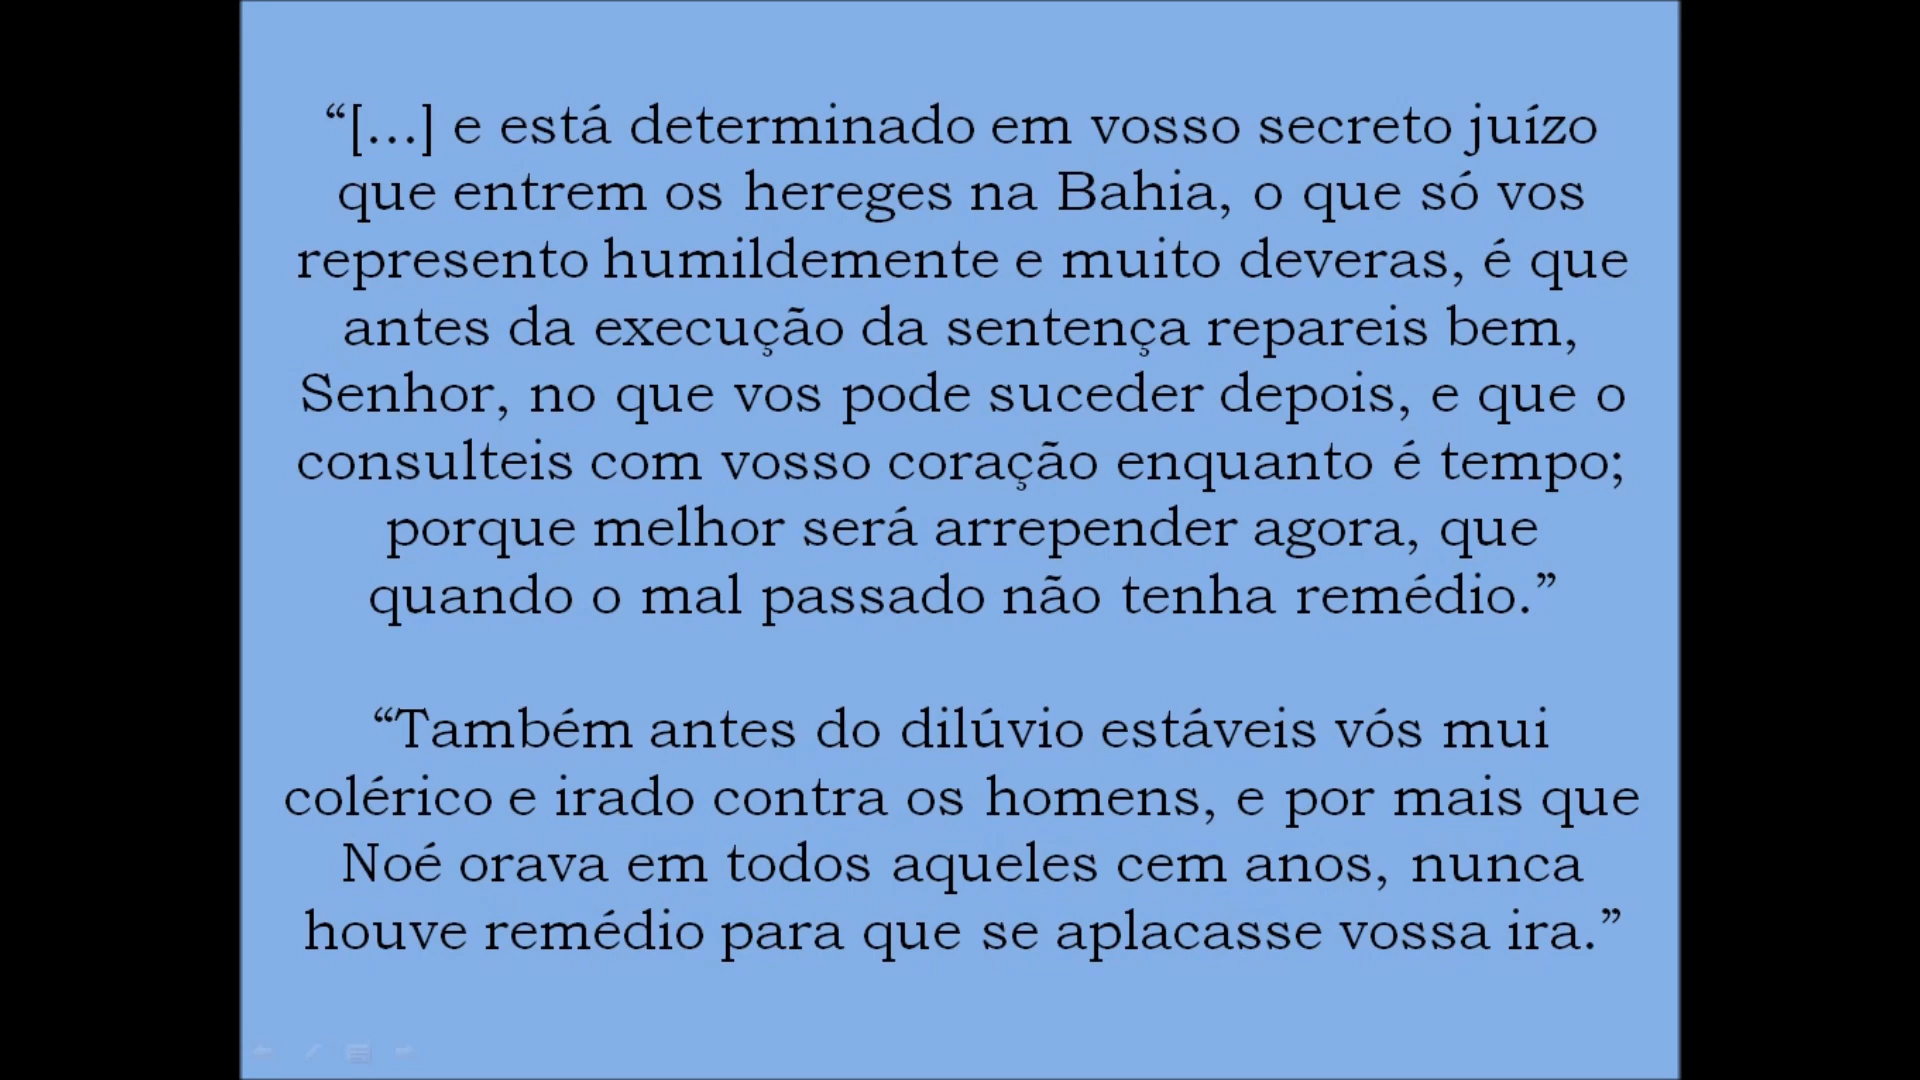 “[...] e está determinado em vosso secreto juízo
que entrem os hereges na Bahia, o que só vos
represento humildemente e muito deveras, é que
antes da execução da sentença repareis bem,
Senhor, no que vos pode suceder depois, e que o
consulteis com vosso coração enquanto é tempo;
porque melhor será arrepender agora, que
quando o mal passado não tenha remédio.”
“Também antes do dilúvio estáveis vós mui
colérico e irado contra os homens, e por mais que
Noé orava em todos aqueles cem anos, nunca
houve remédio para que se aplacasse vossa ira.”